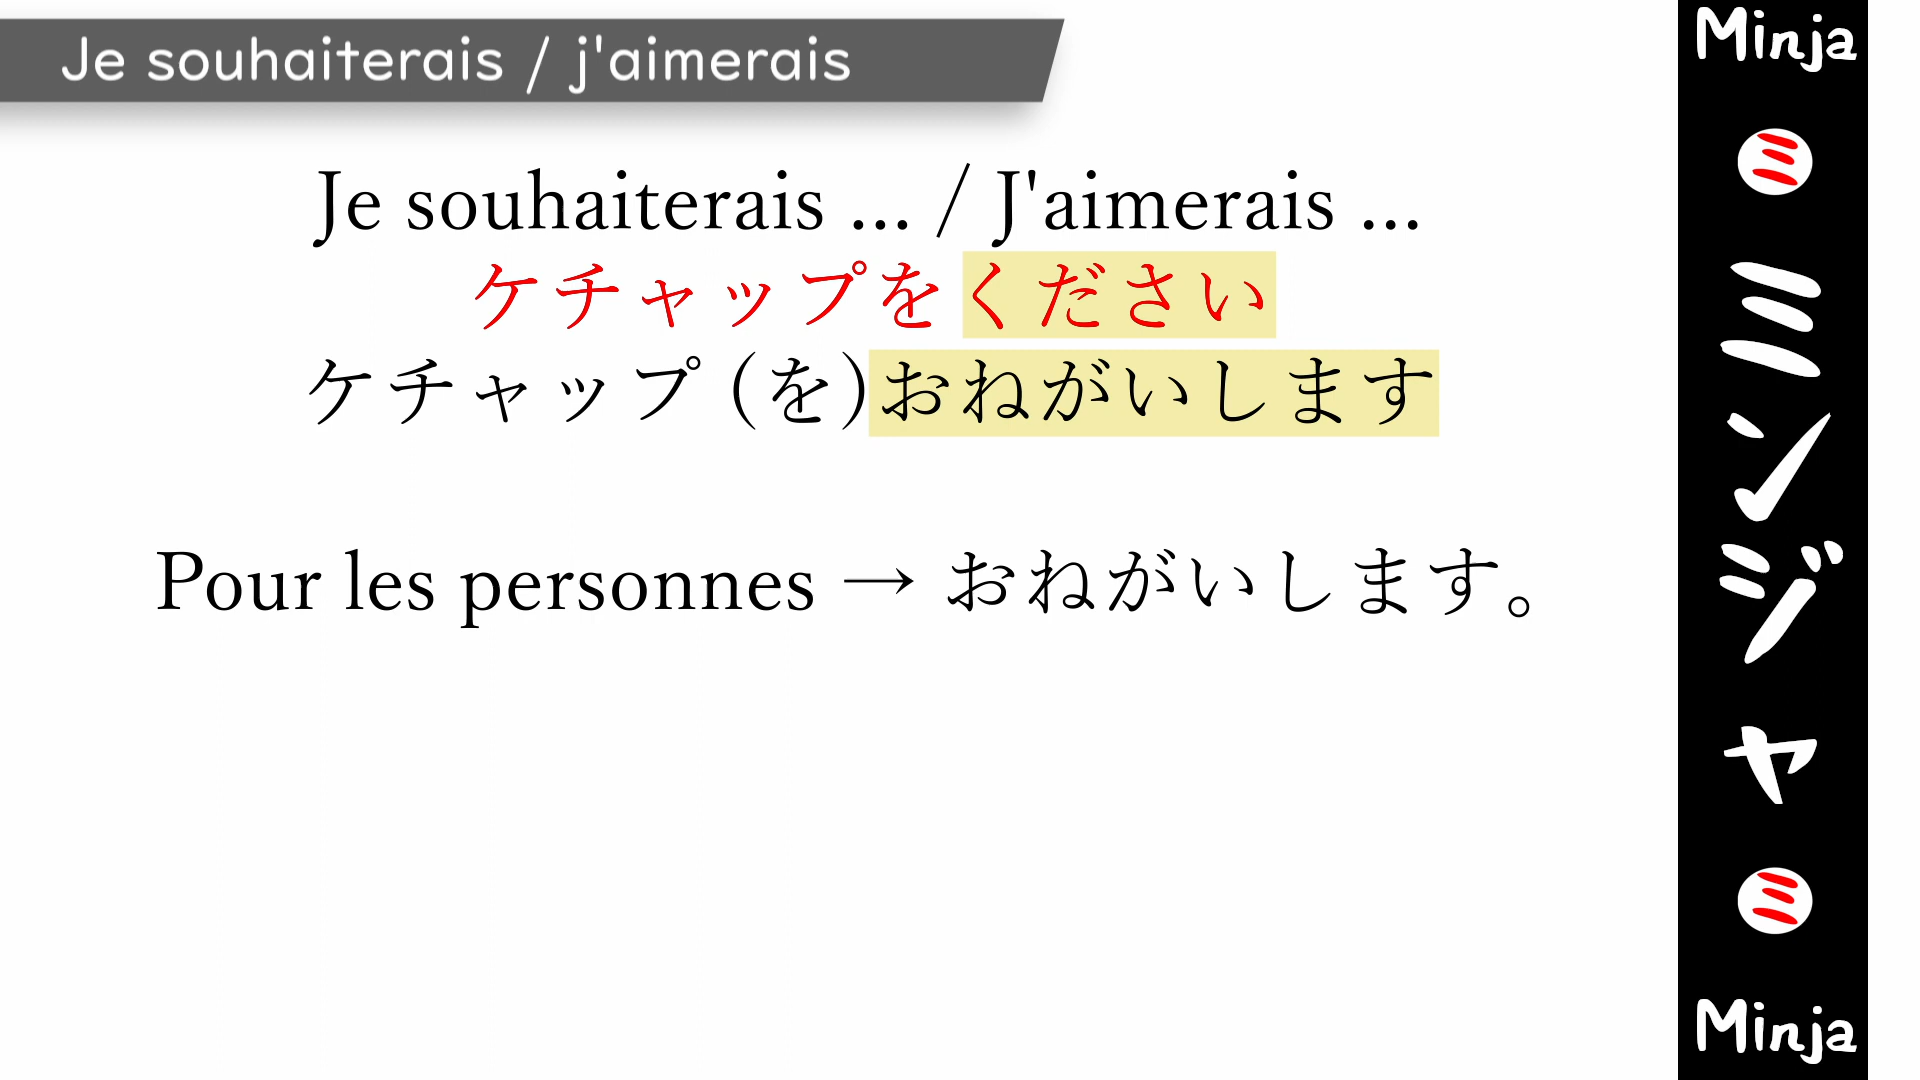 Je souhaiterais / j'aimerais
Je souhaiterais ... / J'aimerais ...
ケチャップをください
ケチャップ (を)おねがいします
Pour les personnes → おねがいします。
Minja
ミ
ミンジャ
ミ
Minja